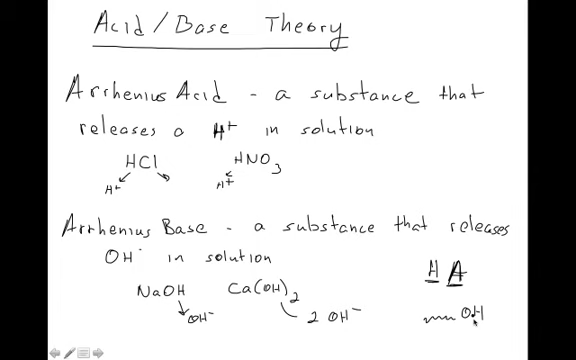 Acid/Base Theory
Arrhenius Acid - a substance that
releases a H+ in solution
HCl HNO3
H+ H+
Arrhenius Base - a substance that releases
OH- in solution
H A
NaOH Ca(OH)2
OH- 2 OH- OH